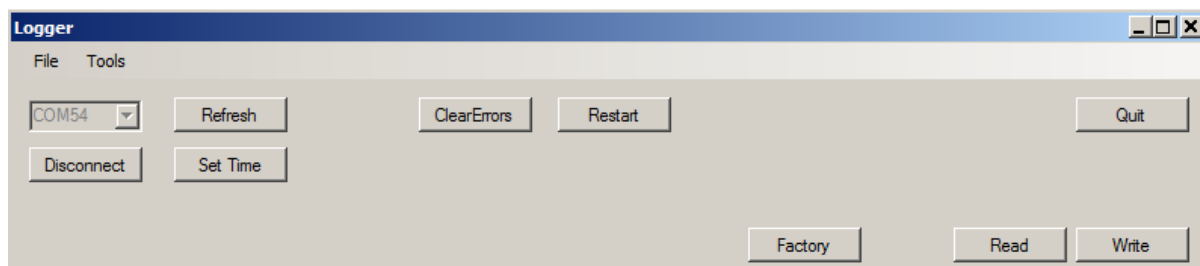 Logger
File Tools
COM54 Refresh ClearErrors Restart Quit
Disconnect Set Time
Factory Read Write